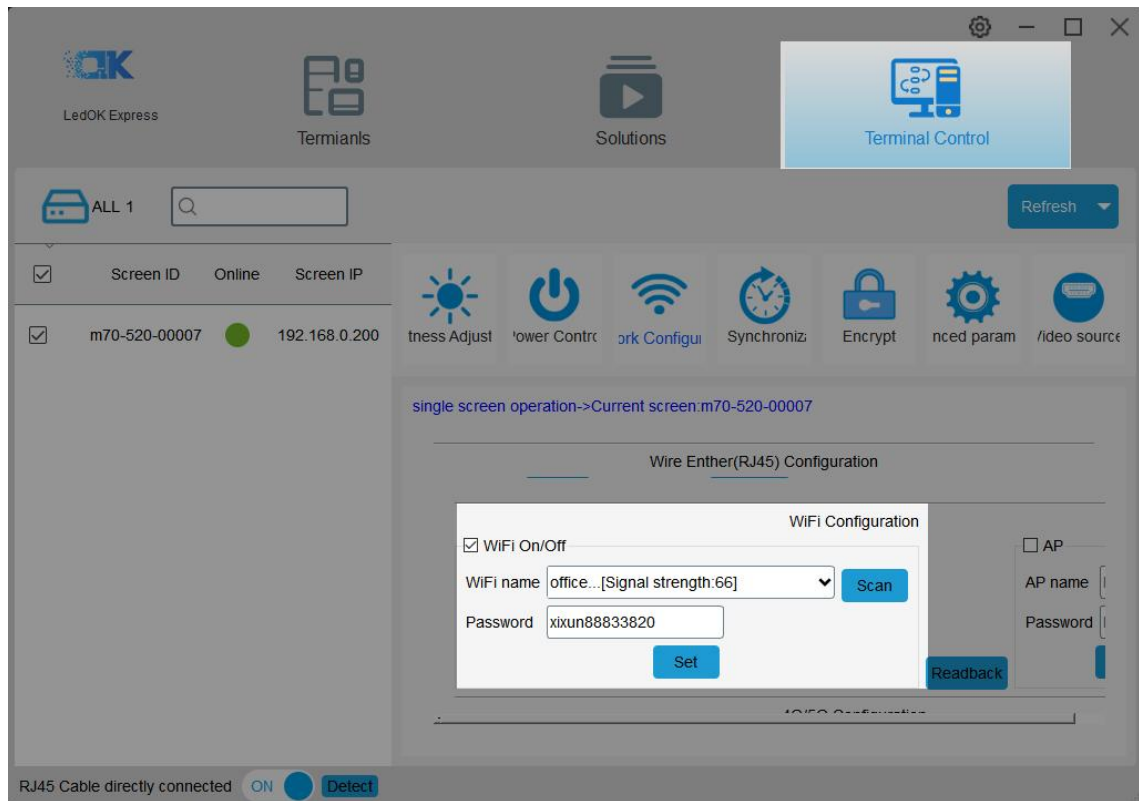 LedOK Express
Termianls
Solutions
Terminal Control
ALL 1
Refresh
Screen ID Online Screen IP
m70-520-00007 192.168.0.200
tness Adjust
ower Contro
ork Configu
Synchroniz
Encrypt
nced param
Video source
single screen operation->Current screen:m70-520-00007
Wire Enther(RJ45) Configuration
WiFi Configuration
WiFi On/Off
AP
WiFi name office...[Signal strength:66] Scan
AP name
Password xixun88833820
Password
Set
Readback
RJ45 Cable directly connected ON Detect